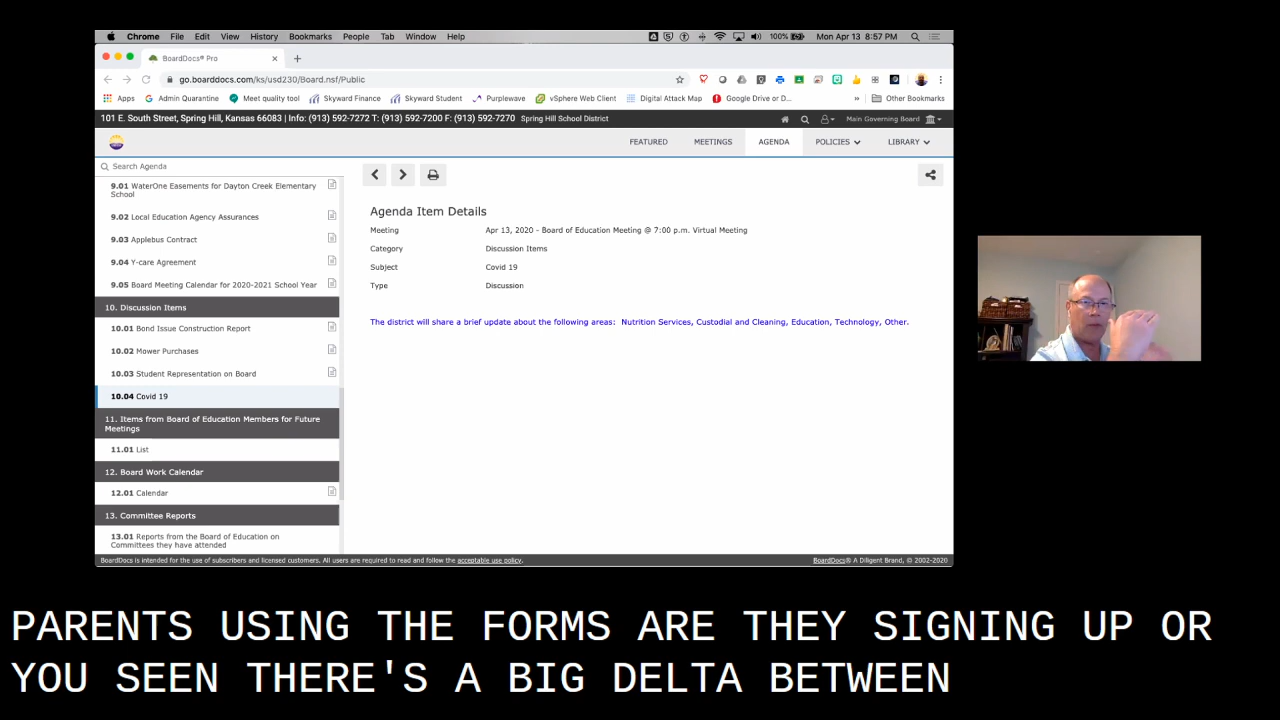 Chrome File Edit View History Bookmarks People Tab Window Help 100% Mon Apr 13 8:57 PM
BoardDocs® Pro
go.boarddocs.com/ks/usd230/Board.nsf/Public
Apps Admin Quarantine Meet quality tool Skyward Finance Skyward Student Purplewave vSphere Web Client Digital Attack Map Google Drive or D... » Other Bookmarks
101 E. South Street, Spring Hill, Kansas 66083 | Info: (913) 592-7272 T: (913) 592-7200 F: (913) 592-7270 Spring Hill School District Main Governing Board
FEATURED MEETINGS AGENDA POLICIES LIBRARY
Search Agenda
9.01 WaterOne Easements for Dayton Creek Elementary
School
9.02 Local Education Agency Assurances
9.03 Applebus Contract
9.04 Y-care Agreement
9.05 Board Meeting Calendar for 2020-2021 School Year
10. Discussion Items
10.01 Bond Issue Construction Report
10.02 Mower Purchases
10.03 Student Representation on Board
10.04 Covid 19
11. Items from Board of Education Members for Future
Meetings
11.01 List
12. Board Work Calendar
12.01 Calendar
13. Committee Reports
13.01 Reports from the Board of Education on
Committees they have attended
Agenda Item Details
Meeting Apr 13, 2020 - Board of Education Meeting @ 7:00 p.m. Virtual Meeting
Category Discussion Items
Subject Covid 19
Type Discussion
The district will share a brief update about the following areas: Nutrition Services, Custodial and Cleaning, Education, Technology, Other.
BoardDocs is intended for the use of subscribers and licensed customers. All users are required to read and follow the acceptable use policy. BoardDocs® A Diligent Brand, © 2002-2020
PARENTS USING THE FORMS ARE THEY SIGNING UP OR
YOU SEEN THERE'S A BIG DELTA BETWEEN